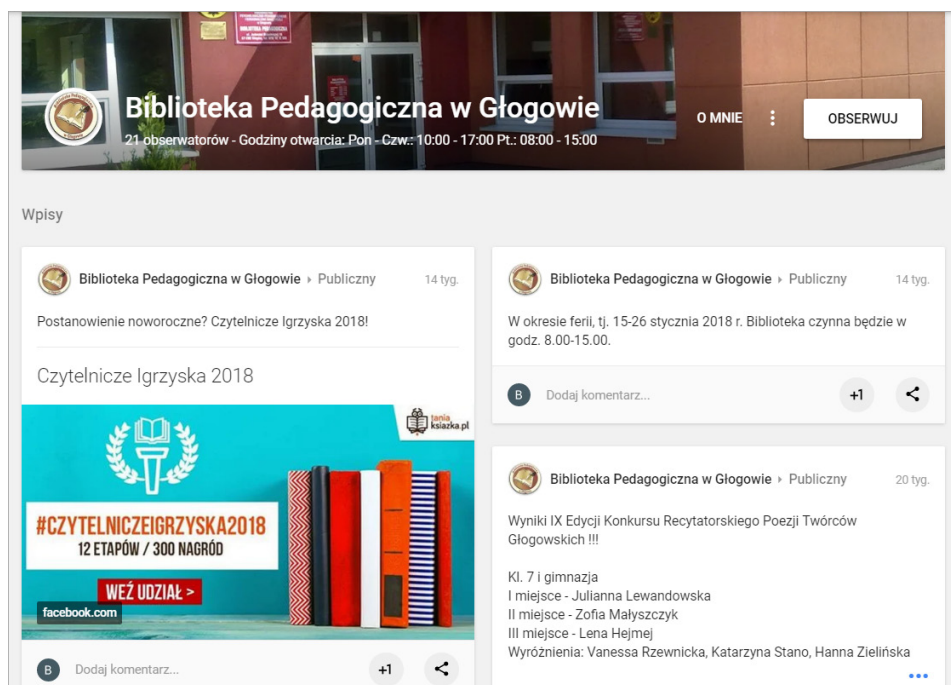 BIBLIOTEKA PEDAGOGICZNA
Biblioteka Pedagogiczna w Głogowie
21 obserwatorów - Godziny otwarcia: Pon - Czw.: 10:00 - 17:00 Pt.: 08:00 - 15:00
O MNIE
OBSERWUJ
Wpisy
Biblioteka Pedagogiczna w Głogowie › Publiczny 14 tyg.
Postanowienie noworoczne? Czytelnicze Igrzyska 2018!
Czytelnicze Igrzyska 2018
tania
ksiazka.pl
#CZYTELNICZEIGRZYSKA2018
12 ETAPÓW / 300 NAGRÓD
WEŹ UDZIAŁ >
facebook.com
B Dodaj komentarz... +1
Biblioteka Pedagogiczna w Głogowie › Publiczny 14 tyg.
W okresie ferii, tj. 15-26 stycznia 2018 r. Biblioteka czynna będzie w
godz. 8.00-15.00.
B Dodaj komentarz... +1
Biblioteka Pedagogiczna w Głogowie › Publiczny 20 tyg.
Wyniki IX Edycji Konkursu Recytatorskiego Poezji Twórców
Głogowskich !!!
Kl. 7 i gimnazja
I miejsce - Julianna Lewandowska
II miejsce - Zofia Małyszczyk
III miejsce - Lena Hejmej
Wyróżnienia: Vanessa Rzewnicka, Katarzyna Stano, Hanna Zielińska